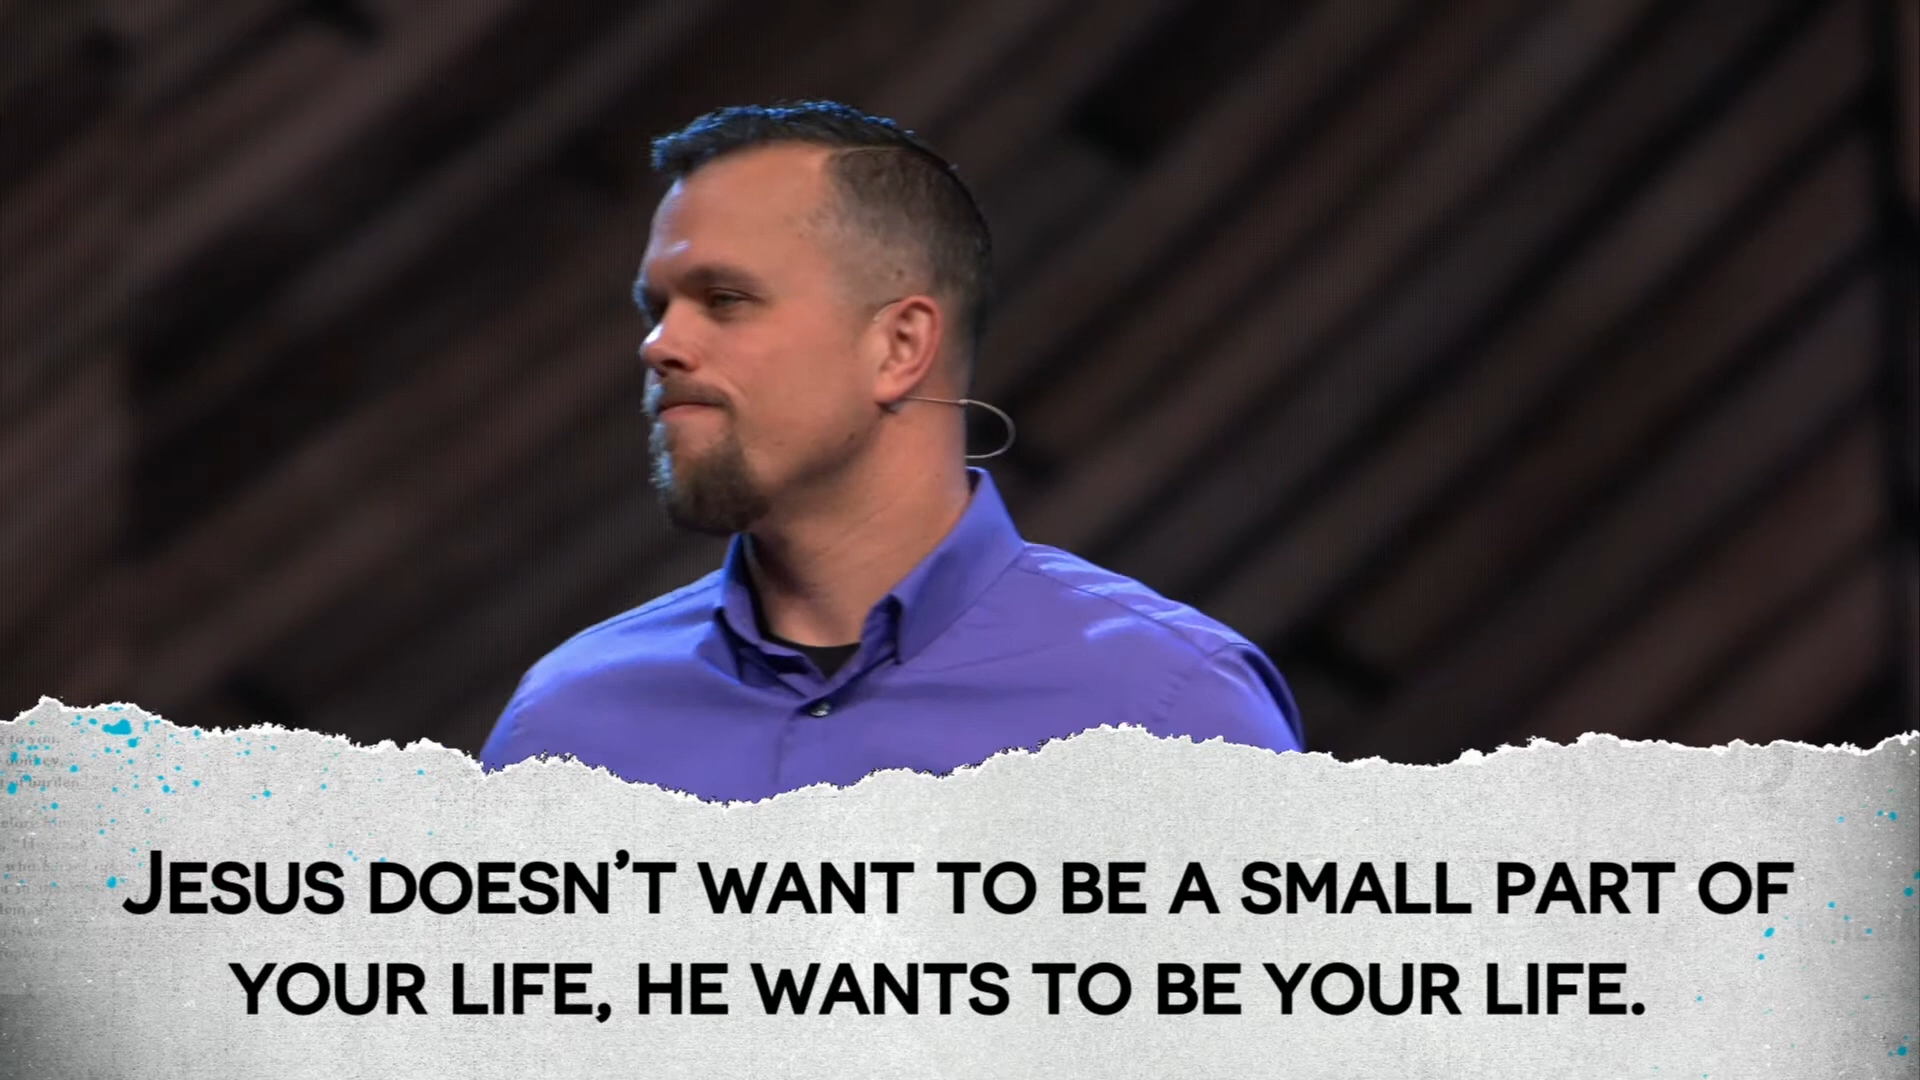 Jesus doesn't want to be a small part of
your life, He wants to be your life.